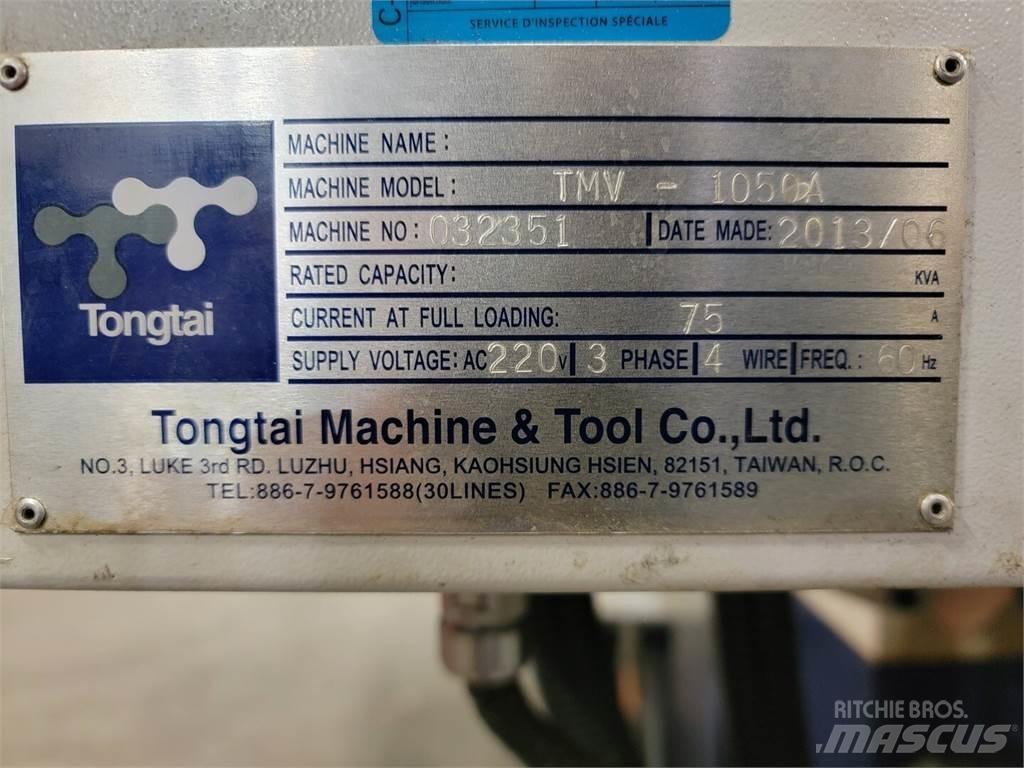 SERVICE D'INSPECTION SPÉCIALE
MACHINE NAME :
MACHINE MODEL : TMV - 1050A
MACHINE NO : 032351 DATE MADE: 2013/06
RATED CAPACITY: KVA
CURRENT AT FULL LOADING: 75 A
SUPPLY VOLTAGE: AC 220 V 3 PHASE 4 WIRE FREQ. : 60 Hz
Tongtai
Tongtai Machine & Tool Co.,Ltd.
NO.3, LUKE 3rd RD. LUZHU, HSIANG, KAOHSIUNG HSIEN, 82151, TAIWAN, R.O.C.
TEL:886-7-9761588(30LINES) FAX:886-7-9761589
RITCHIE BROS.
MASCUS